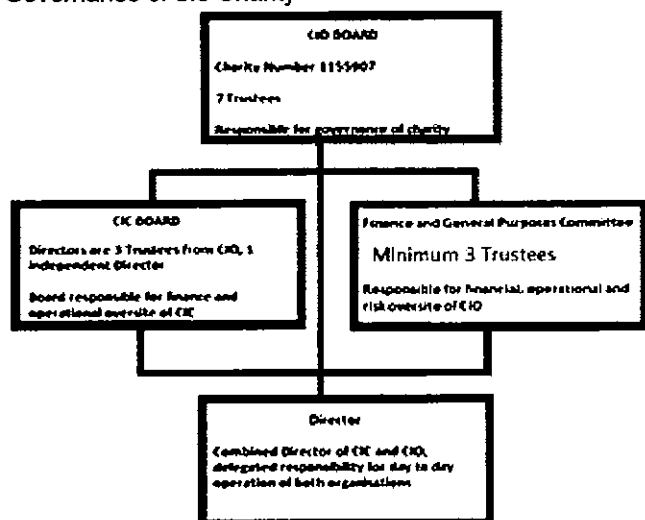 Governance of the Charity
CIO BOARD
Charity Number 1155907
7 Trustees
Responsible for governance of charity
CIC BOARD
Directors are 3 Trustees from CIO, 1
Independent Director
Board responsible for finance and
operational oversite of CIC
Finance and General Purposes Committee
Minimum 3 Trustees
Responsible for financial, operational and
risk oversite of CIO
Director
Combined Director of CIC and CIO,
delegated responsibility for day to day
operation of both organisations